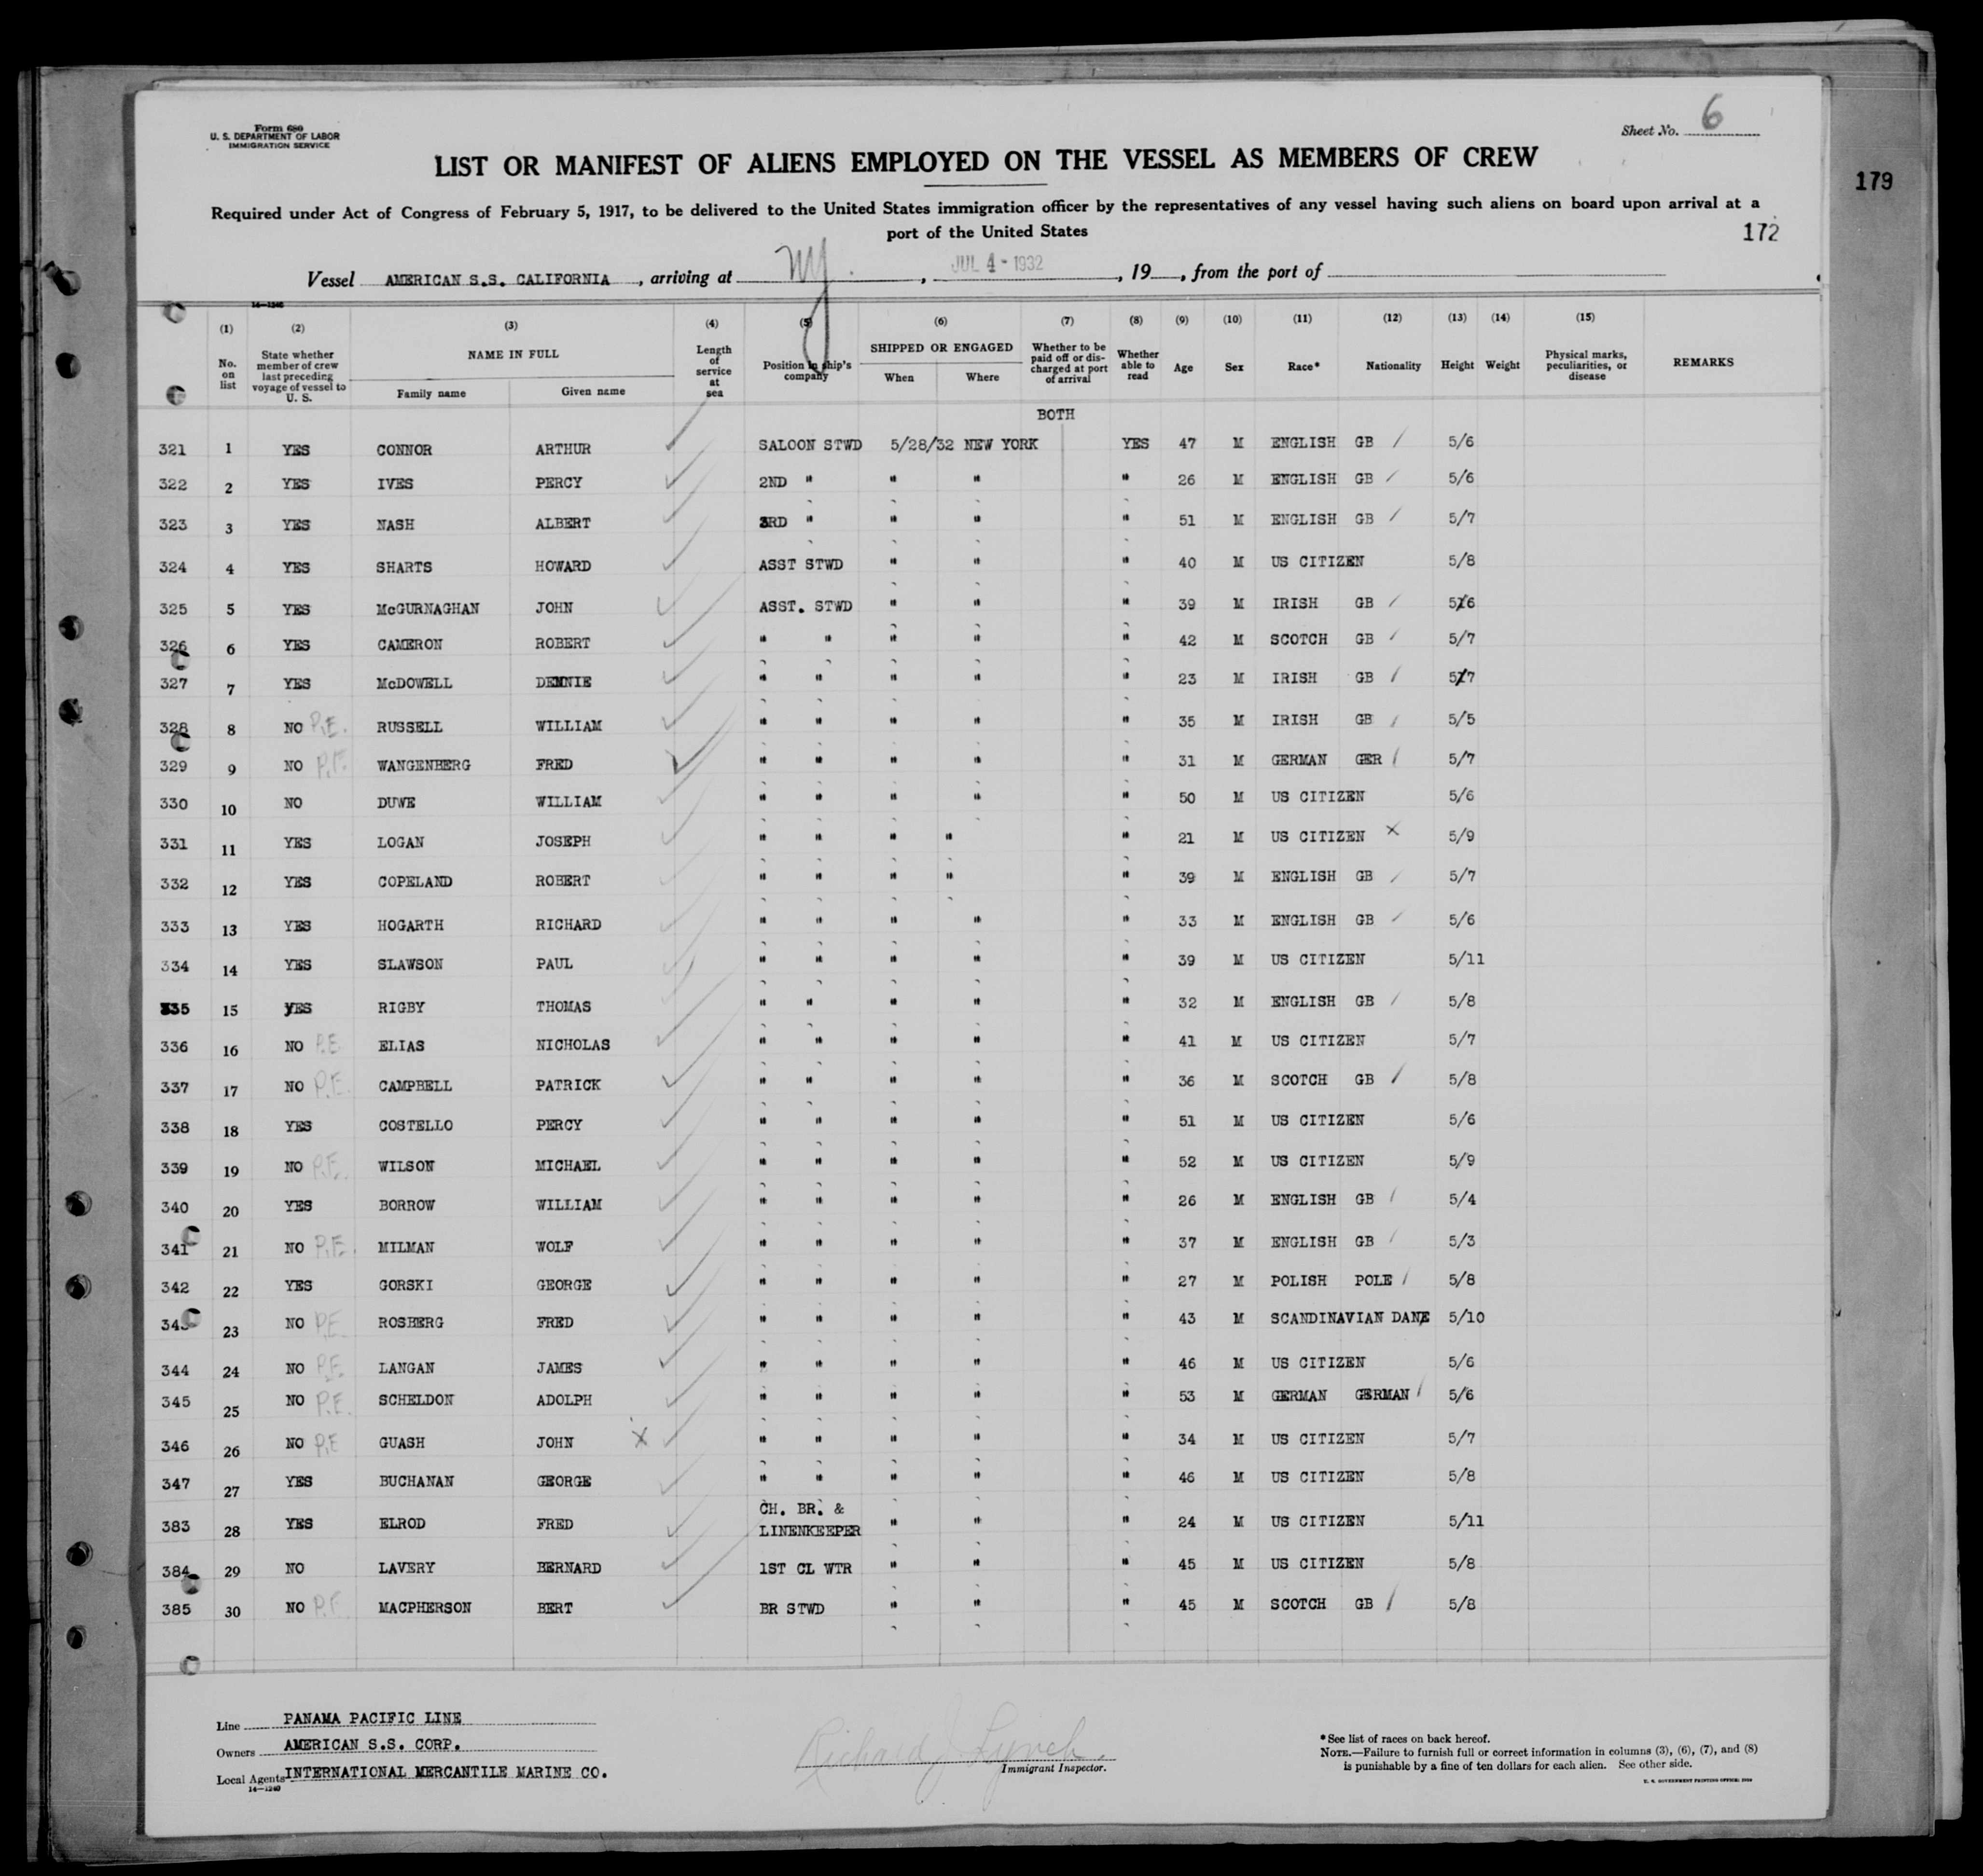 Form 680
U. S. DEPARTMENT OF LABOR
IMMIGRATION SERVICE
Sheet No. 6
LIST OR MANIFEST OF ALIENS EMPLOYED ON THE VESSEL AS MEMBERS OF CREW
179
Required under Act of Congress of February 5, 1917, to be delivered to the United States immigration officer by the representatives of any vessel having such aliens on board upon arrival at a
port of the United States
172
Vessel AMERICAN S.S. CALIFORNIA, arriving at NY., JUL 4 - 1932, 19, from the port of
14—1240
(1) (2) (3) (4) (5) (6) (7) (8) (9) (10) (11) (12) (13) (14) (15)
No. on list
State whether member of crew last preceding voyage of vessel to U. S.
NAME IN FULL
Family name Given name
Length of service at sea
Position in ship's company
SHIPPED OR ENGAGED
When Where
Whether to be paid off or discharged at port of arrival
Whether able to read
Age Sex Race* Nationality Height Weight
Physical marks, peculiarities, or disease
REMARKS
BOTH
321 1 YES CONNOR ARTHUR SALOON STWD 5/28/32 NEW YORK YES 47 M ENGLISH GB 5/6
322 2 YES IVES PERCY 2ND " " " " 26 M ENGLISH GB 5/6
323 3 YES NASH ALBERT 3RD " " " " 51 M ENGLISH GB 5/7
324 4 YES SHARTS HOWARD ASST STWD " " " 40 M US CITIZEN 5/8
325 5 YES McGURNAGHAN JOHN ASST. STWD " " " 39 M IRISH GB 5/6
326 6 YES CAMERON ROBERT " " " " " 42 M SCOTCH GB 5/7
327 7 YES McDOWELL DENNIE " " " " " 23 M IRISH GB 5/7
328 8 NO P.E. RUSSELL WILLIAM " " " " " 35 M IRISH GB 5/5
329 9 NO P.E. WANGENBERG FRED " " " " " 31 M GERMAN GER 5/7
330 10 NO DUWE WILLIAM " " " " " 50 M US CITIZEN 5/6
331 11 YES LOGAN JOSEPH " " " " " 21 M US CITIZEN X 5/9
332 12 YES COPELAND ROBERT " " " " " 39 M ENGLISH GB 5/7
333 13 YES HOGARTH RICHARD " " " " " 33 M ENGLISH GB 5/6
334 14 YES SLAWSON PAUL " " " " " 39 M US CITIZEN 5/11
335 15 YES RIGBY THOMAS " " " " " 32 M ENGLISH GB 5/8
336 16 NO P.E. ELIAS NICHOLAS " " " " " 41 M US CITIZEN 5/7
337 17 NO P.E. CAMPBELL PATRICK " " " " " 36 M SCOTCH GB 5/8
338 18 YES COSTELLO PERCY " " " " " 51 M US CITIZEN 5/6
339 19 NO P.E. WILSON MICHAEL " " " " " 52 M US CITIZEN 5/9
340 20 YES BORROW WILLIAM " " " " " 26 M ENGLISH GB 5/4
341 21 NO P.E. MILMAN WOLF " " " " " 37 M ENGLISH GB 5/3
342 22 YES GORSKI GEORGE " " " " " 27 M POLISH POLE 5/8
343 23 NO P.E. ROSBERG FRED " " " " " 43 M SCANDINAVIAN DANE 5/10
344 24 NO P.E. LANGAN JAMES " " " " " 46 M US CITIZEN 5/6
345 25 NO P.E. SCHELDON ADOLPH " " " " " 53 M GERMAN GERMAN 5/6
346 26 NO P.E GUASH JOHN X " " " " " 34 M US CITIZEN 5/7
347 27 YES BUCHANAN GEORGE " " " " " 46 M US CITIZEN 5/8
383 28 YES ELROD FRED CH. BR. & LINENKEEPER " " " 24 M US CITIZEN 5/11
384 29 NO LAVERY BERNARD 1ST CL WTR " " " 45 M US CITIZEN 5/8
385 30 NO P.E. MACPHERSON BERT BR STWD " " " 45 M SCOTCH GB 5/8
Line PANAMA PACIFIC LINE
Owners AMERICAN S.S. CORP.
Local Agents INTERNATIONAL MERCANTILE MARINE CO.
14—1240
Richard J Lynch.
Immigrant Inspector.
*See list of races on back hereof.
NOTE.—Failure to furnish full or correct information in columns (3), (6), (7), and (8)
is punishable by a fine of ten dollars for each alien. See other side.